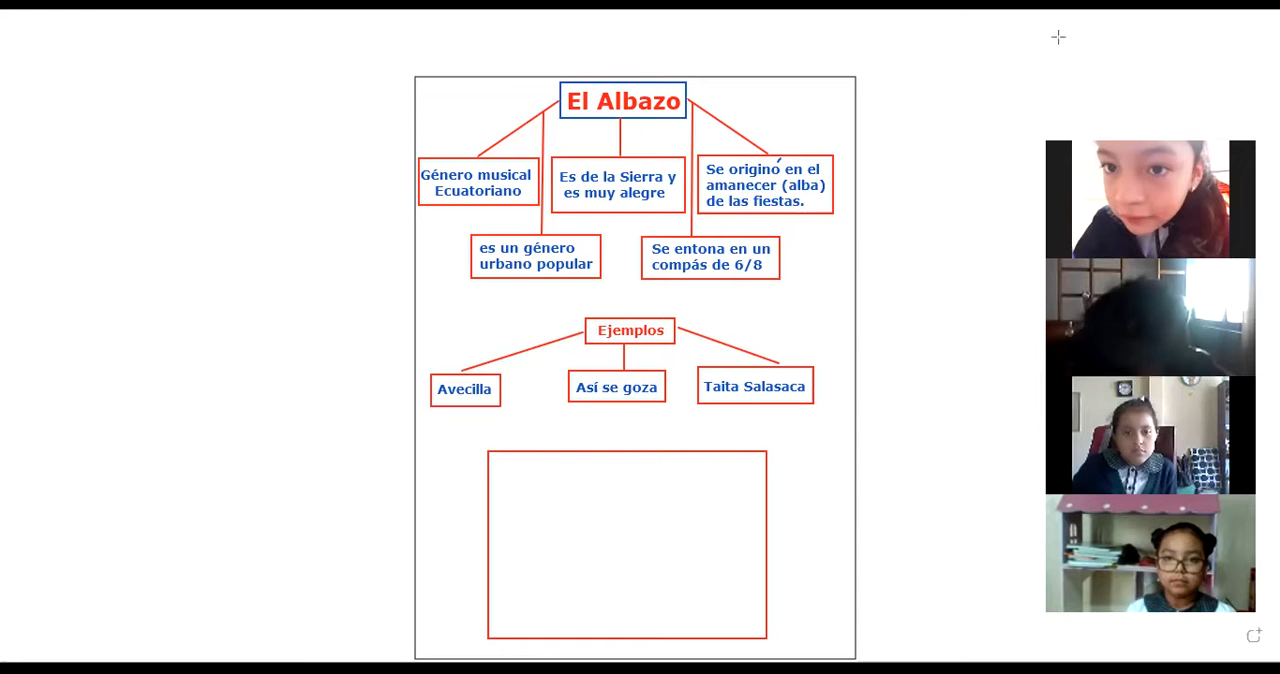 El Albazo
Género musical
Ecuatoriano
Es de la Sierra y
es muy alegre
Se originó en el
amanecer (alba)
de las fiestas.
es un género
urbano popular
Se entona en un
compás de 6/8
Ejemplos
Avecilla
Así se goza
Taita Salasaca